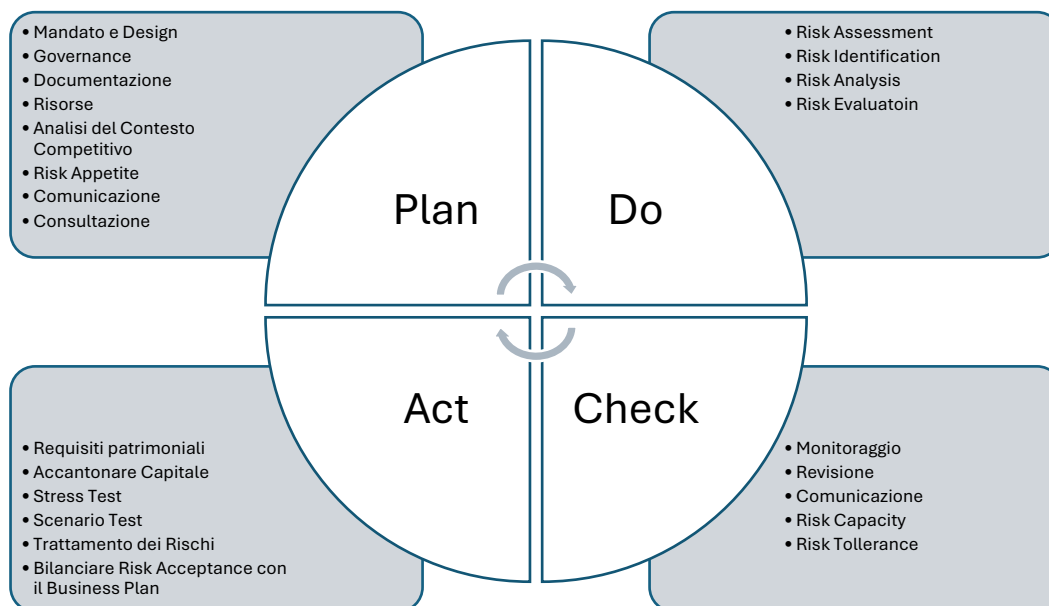 • Mandato e Design
• Governance
• Documentazione
• Risorse
• Analisi del Contesto
Competitivo
• Risk Appetite
• Comunicazione
• Consultazione
• Risk Assessment
• Risk Identification
• Risk Analysis
• Risk Evaluatoin
Plan
Do
Act
Check
• Requisiti patrimoniali
• Accantonare Capitale
• Stress Test
• Scenario Test
• Trattamento dei Rischi
• Bilanciare Risk Acceptance con
il Business Plan
• Monitoraggio
• Revisione
• Comunicazione
• Risk Capacity
• Risk Tollerance